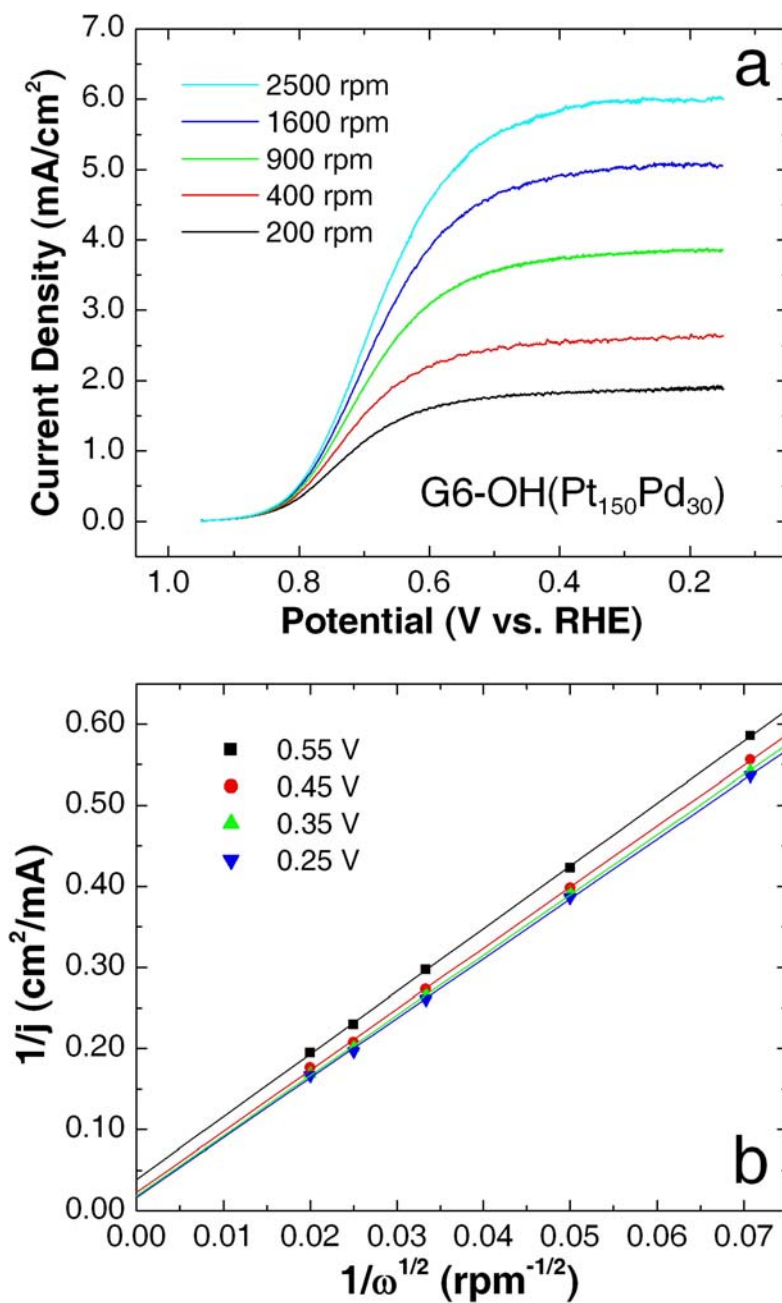 7.0
6.0
5.0
4.0
3.0
2.0
1.0
0.0
Current Density (mA/cm²)
a
2500 rpm
1600 rpm
900 rpm
400 rpm
200 rpm
G6-OH(Pt₁₅₀Pd₃₀)
1.0 0.8 0.6 0.4 0.2
Potential (V vs. RHE)
0.60
0.50
0.40
0.30
0.20
0.10
0.00
1/j (cm²/mA)
0.55 V
0.45 V
0.35 V
0.25 V
b
0.00 0.01 0.02 0.03 0.04 0.05 0.06 0.07
1/ω¹/² (rpm⁻¹/²)